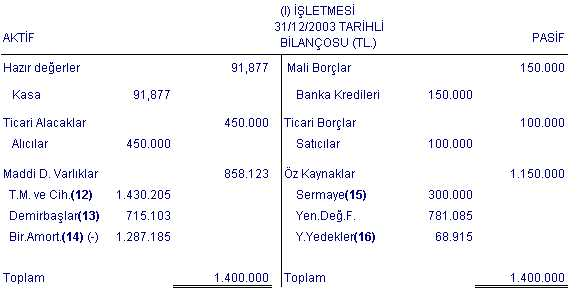 (I) İŞLETMESİ
31/12/2003 TARİHLİ
AKTİF BİLANÇOSU (TL.) PASİF
Hazır değerler 91,877 Mali Borçlar 150.000
Kasa 91,877 Banka Kredileri 150.000
Ticari Alacaklar 450.000 Ticari Borçlar 100.000
Alıcılar 450.000 Satıcılar 100.000
Maddi D. Varlıklar 858.123 Öz Kaynaklar 1.150.000
T.M. ve Cih.(12) 1.430.205 Sermaye(15) 300.000
Demirbaşlar(13) 715.103 Yen.Değ.F. 781.085
Bir.Amort.(14) (-) 1.287.185 Y.Yedekler(16) 68.915
Toplam 1.400.000 Toplam 1.400.000